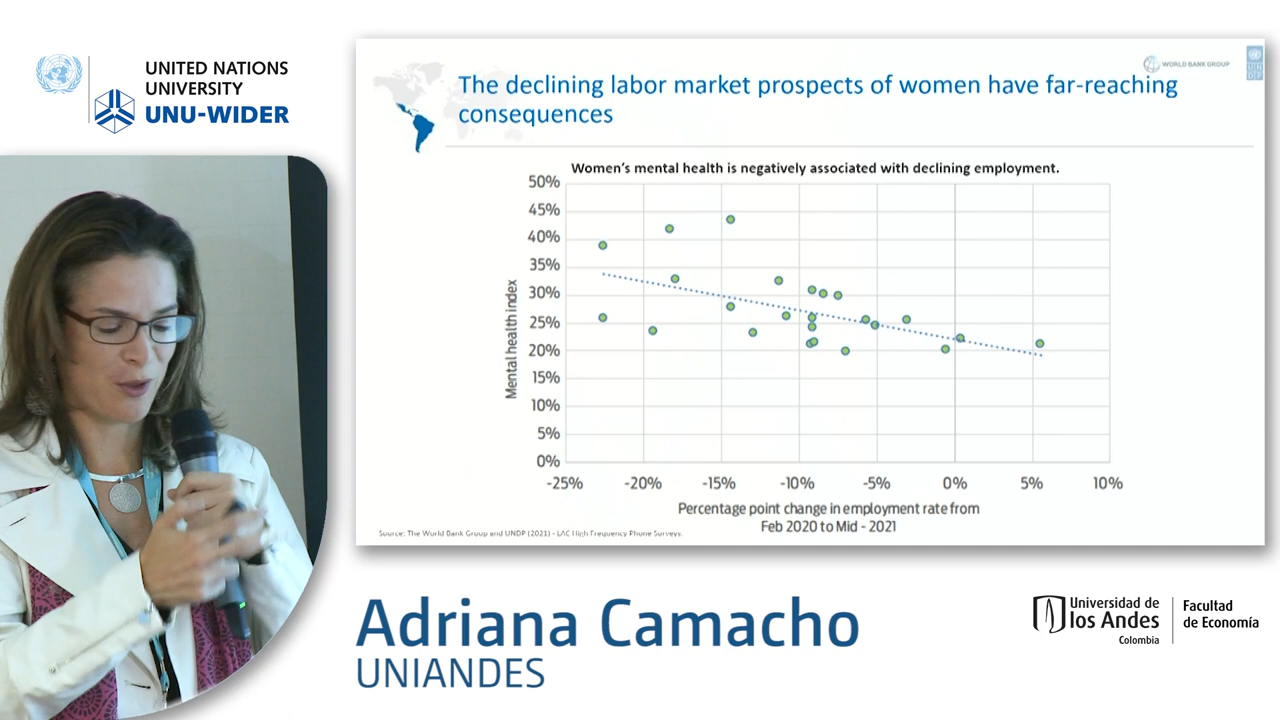 UNITED NATIONS
UNIVERSITY
UNU-WIDER
WORLD BANK GROUP
UN
DP
The declining labor market prospects of women have far-reaching
consequences
Women's mental health is negatively associated with declining employment.
50%
45%
40%
35%
30%
25%
20%
15%
10%
5%
0%
Mental health index
-25%
-20%
-15%
-10%
-5%
0%
5%
10%
Percentage point change in employment rate from
Feb 2020 to Mid - 2021
Source: The World Bank Group and UNDP (2021) - LAC High Frequency Phone Surveys.
Adriana Camacho
UNIANDES
Universidad de
los Andes
Colombia
Facultad
de Economía